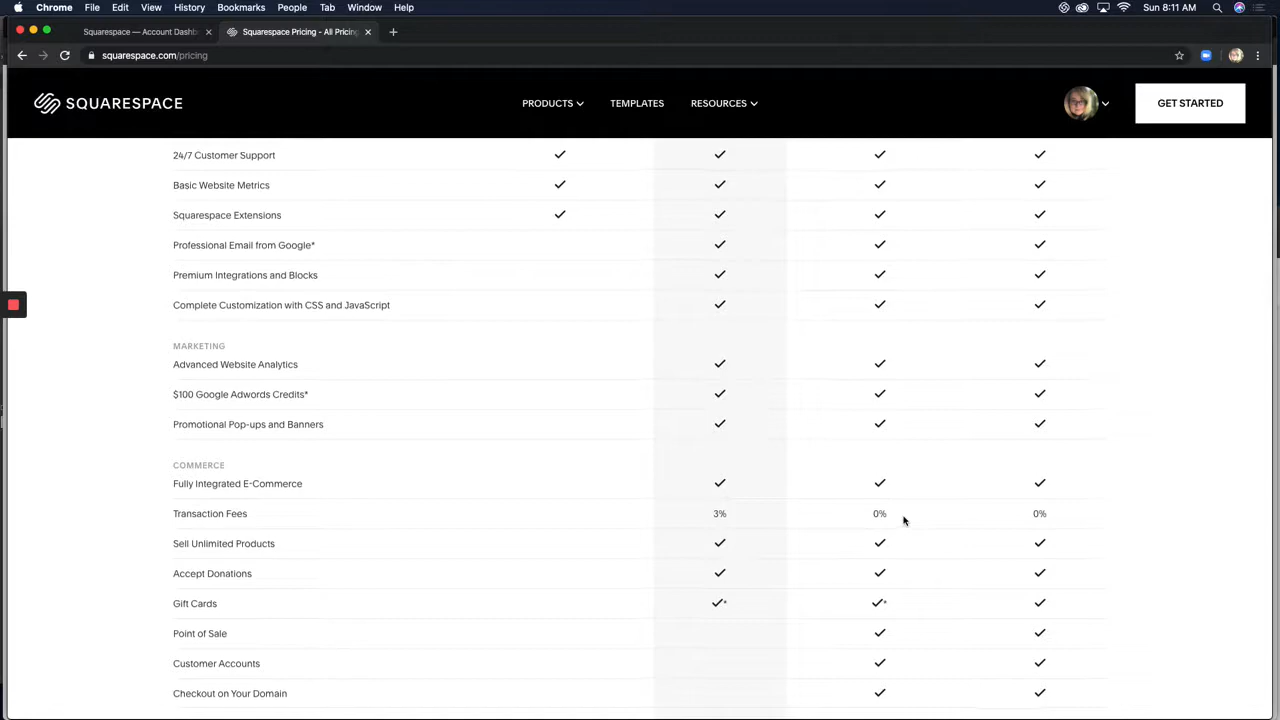 Chrome File Edit View History Bookmarks People Tab Window Help Sun 8:11 AM
Squarespace — Account Dashb Squarespace Pricing - All Pricing
squarespace.com/pricing
SQUARESPACE PRODUCTS TEMPLATES RESOURCES GET STARTED
24/7 Customer Support
Basic Website Metrics
Squarespace Extensions
Professional Email from Google*
Premium Integrations and Blocks
Complete Customization with CSS and JavaScript
MARKETING
Advanced Website Analytics
$100 Google Adwords Credits*
Promotional Pop-ups and Banners
COMMERCE
Fully Integrated E-Commerce
Transaction Fees 3% 0% 0%
Sell Unlimited Products
Accept Donations
Gift Cards * *
Point of Sale
Customer Accounts
Checkout on Your Domain